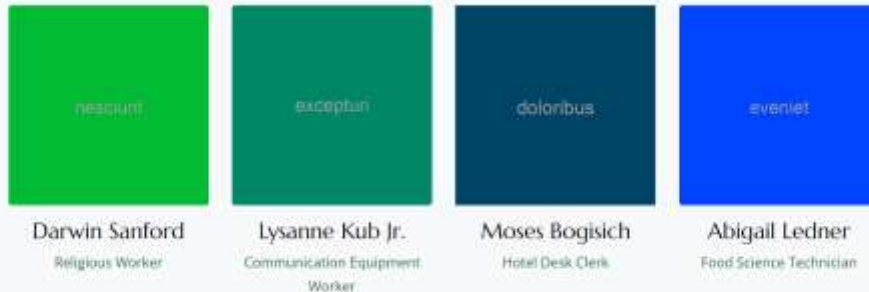 nesciunt
excepturi
doloribus
eveniet
Darwin Sanford
Lysanne Kub Jr.
Moses Bogisich
Abigail Ledner
Religious Worker
Communication Equipment
Worker
Hotel Desk Clerk
Food Science Technician